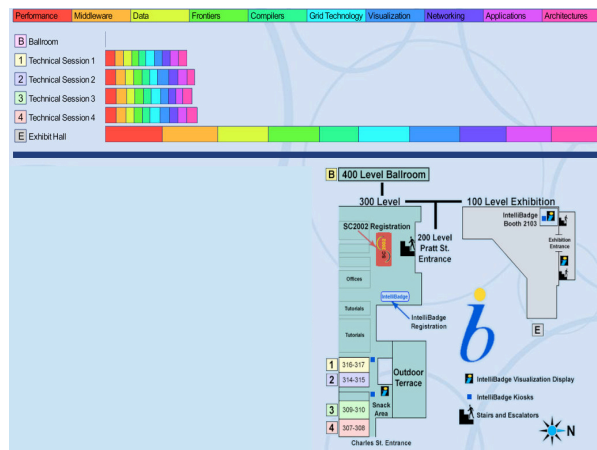 Performance Middleware Data Frontiers Compilers Grid Technology Visualization Networking Applications Architectures
B Ballroom
1 Technical Session 1
2 Technical Session 2
3 Technical Session 3
4 Technical Session 4
E Exhibit Hall
B 400 Level Ballroom
300 Level
100 Level Exhibition
SC2002 Registration
200 Level
Pratt St.
Entrance
IntelliBadge
Booth 2103
Exhibition
Entrance
Offices
IntelliBadge
Tutorials
IntelliBadge
Registration
Tutorials
E
1 316-317
2 314-315
Outdoor
Terrace
3 309-310
4 307-308
Snack
Area
Charles St. Entrance
IntelliBadge Visualization Display
IntelliBadge Kiosks
Stairs and Escalators
N